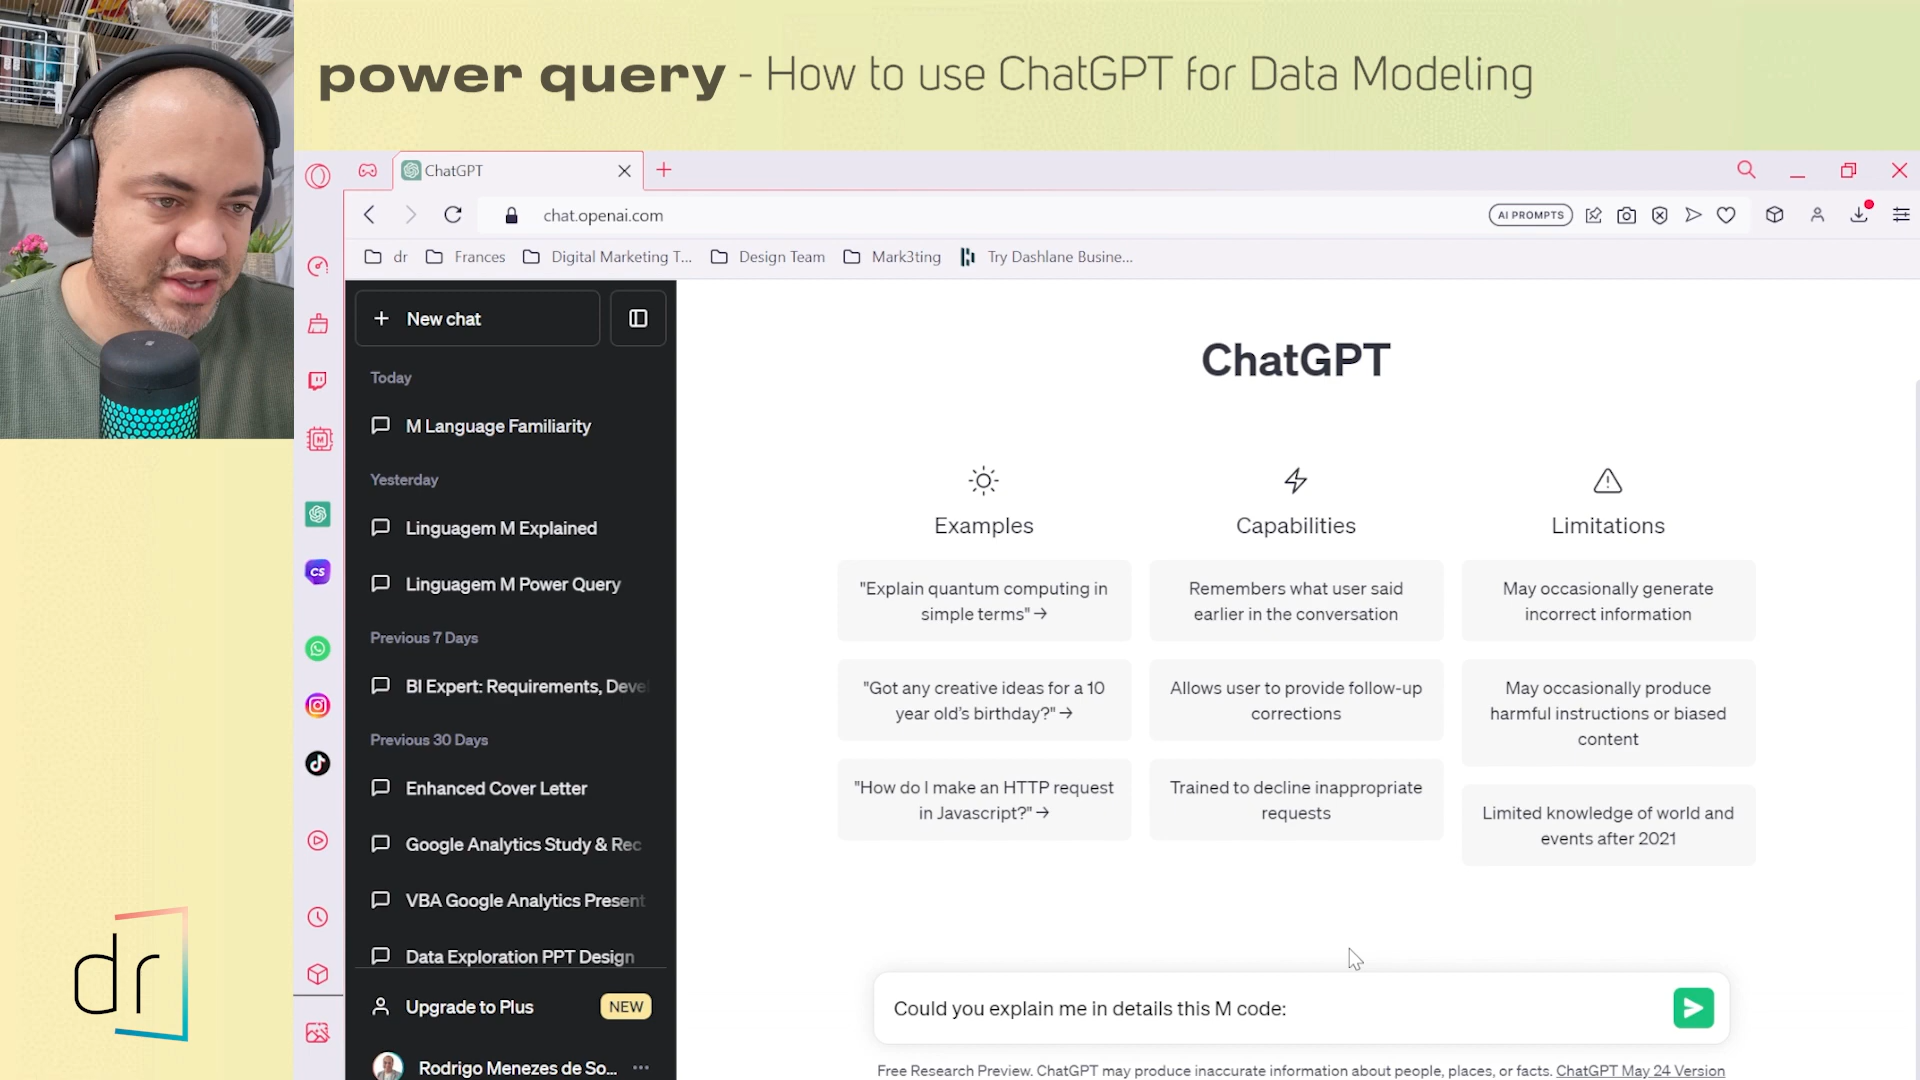 power query - How to use ChatGPT for Data Modeling
ChatGPT
chat.openai.com
AI PROMPTS
dr
Frances
Digital Marketing T...
Design Team
Mark3ting
Try Dashlane Busine...
New chat
Today
M Language Familiarity
Yesterday
Linguagem M Explained
Linguagem M Power Query
Previous 7 Days
BI Expert: Requirements, Deve
Previous 30 Days
Enhanced Cover Letter
Google Analytics Study & Rec
VBA Google Analytics Present
Data Exploration PPT Design
Upgrade to Plus
NEW
Rodrigo Menezes de So...
ChatGPT
Examples
"Explain quantum computing in
simple terms" →
"Got any creative ideas for a 10
year old's birthday?" →
"How do I make an HTTP request
in Javascript?" →
Capabilities
Remembers what user said
earlier in the conversation
Allows user to provide follow-up
corrections
Trained to decline inappropriate
requests
Limitations
May occasionally generate
incorrect information
May occasionally produce
harmful instructions or biased
content
Limited knowledge of world and
events after 2021
Could you explain me in details this M code:
Free Research Preview. ChatGPT may produce inaccurate information about people, places, or facts. ChatGPT May 24 Version
CS
M
dr